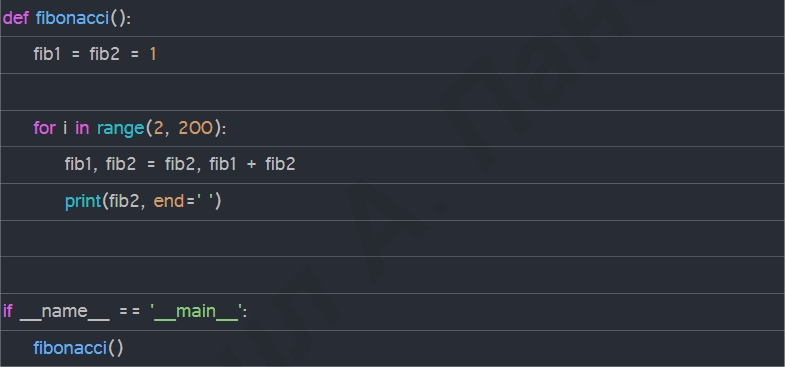 def fibonacci():
    fib1 = fib2 = 1

    for i in range(2, 200):
        fib1, fib2 = fib2, fib1 + fib2
        print(fib2, end=' ')


if __name__ == '__main__':
    fibonacci()